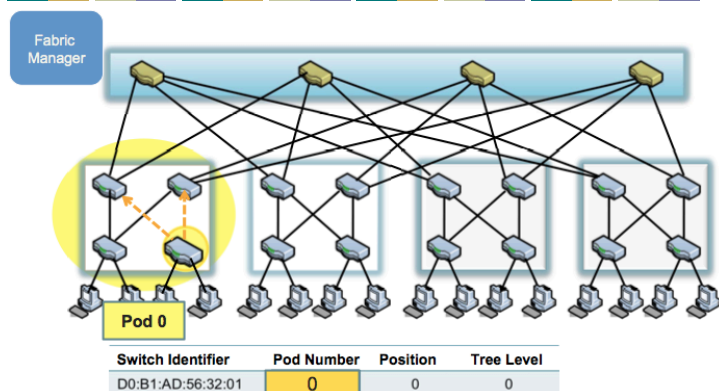 Fabric
Manager
Pod 0
Switch Identifier Pod Number Position Tree Level
D0:B1:AD:56:32:01 0 0 0